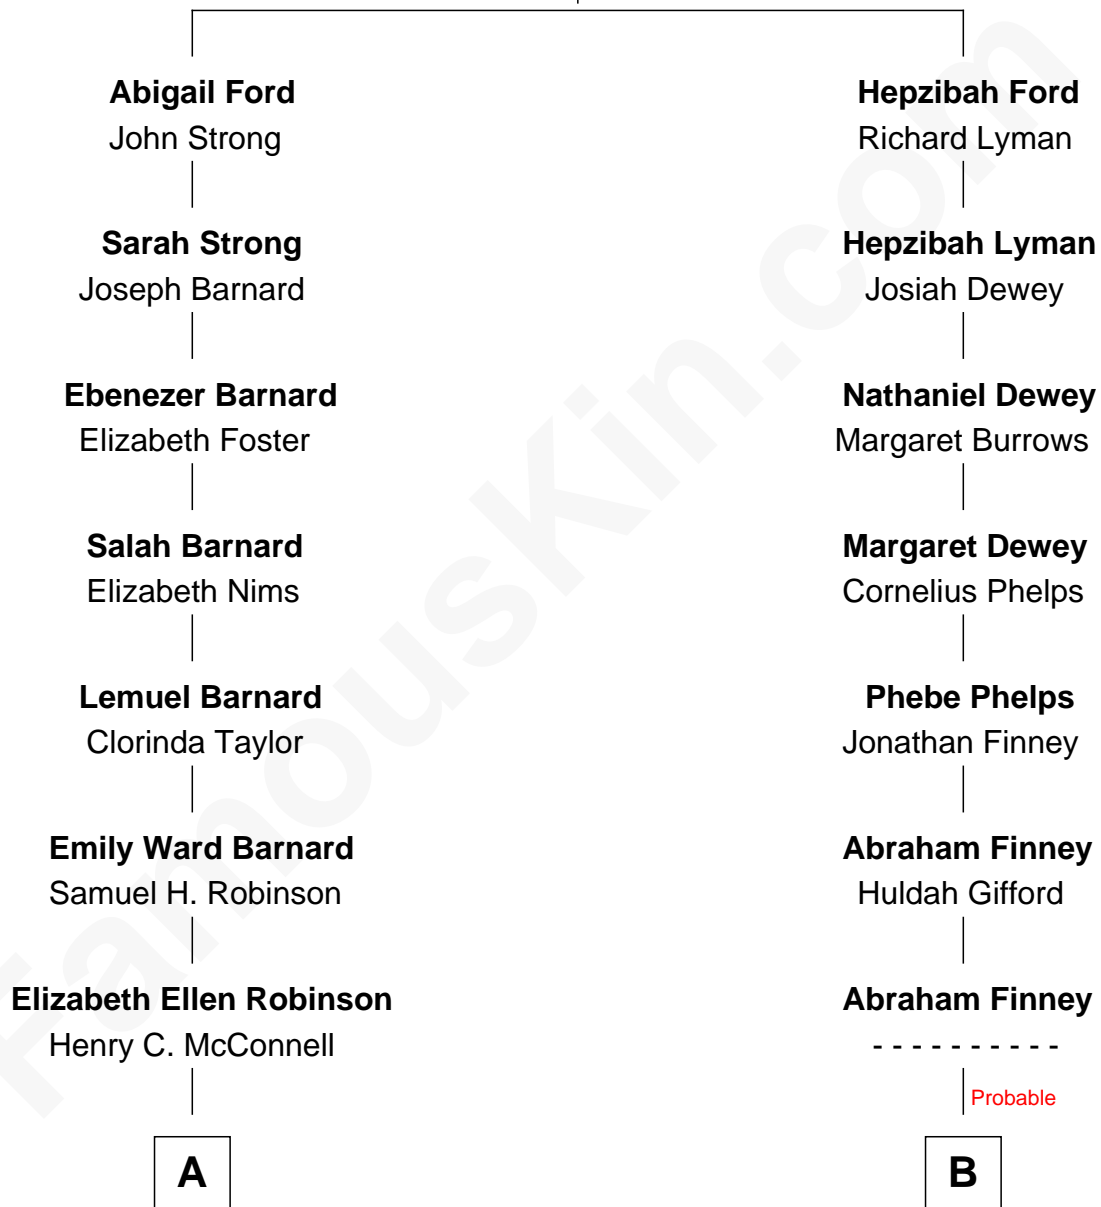 Abigail Ford
John Strong
Hepzibah Ford
Richard Lyman
Sarah Strong
Joseph Barnard
Hepzibah Lyman
Josiah Dewey
Ebenezer Barnard
Elizabeth Foster
Nathaniel Dewey
Margaret Burrows
Salah Barnard
Elizabeth Nims
Margaret Dewey
Cornelius Phelps
Lemuel Barnard
Clorinda Taylor
Phebe Phelps
Jonathan Finney
Emily Ward Barnard
Samuel H. Robinson
Abraham Finney
Huldah Gifford
Elizabeth Ellen Robinson
Henry C. McConnell
Abraham Finney
- - - - - - - - - -
Probable
A
B
FamousKin.com